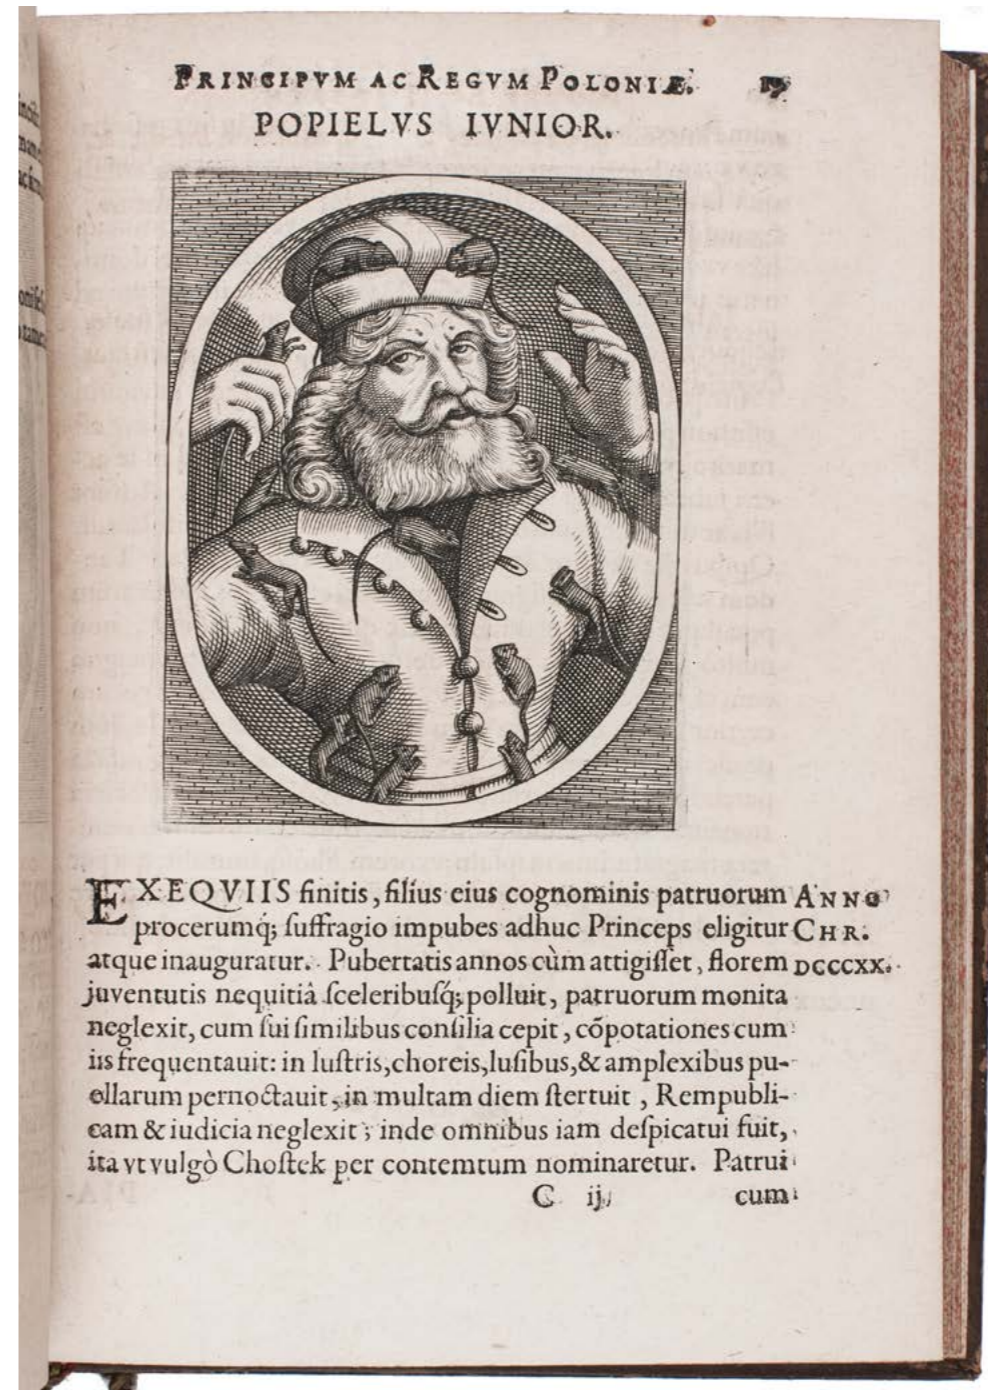 PRINCIPVM AC REGVM POLONIÆ.
POPIELVS IVNIOR.
EXEQVIIS finitis, filius eius cognominis patruorum ANNO
procerumq́; ſuffragio impubes adhuc Princeps eligitur CHR.
atque inauguratur. Pubertatis annos cùm attigiſſet, florem DCCCXX.
juventutis nequitiâ ſceleribuſq́; polluit, patruorum monita
neglexit, cum ſui ſimilibus conſilia cepit, cõpotationes cum
iis frequentauit: in luſtris, choreis, luſibus, & amplexibus pu-
ellarum pernoctauit, in multam diem ſtertuit, Rempubli-
cam & iudicia neglexit; inde omnibus iam deſpicatui fuit,
ita vt vulgò Choſtek per contemtum nominaretur. Patrui
C ij
cum